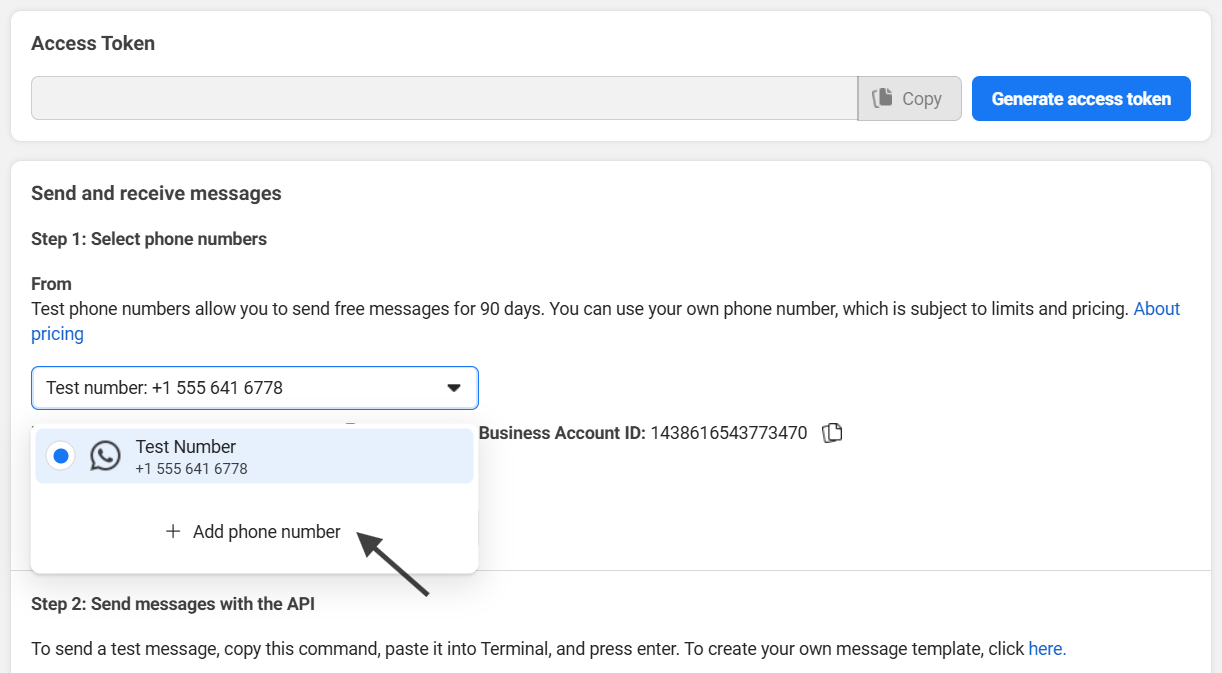 Access Token
Copy
Generate access token
Send and receive messages
Step 1: Select phone numbers
From
Test phone numbers allow you to send free messages for 90 days. You can use your own phone number, which is subject to limits and pricing. About
pricing
Test number: +1 555 641 6778
Business Account ID: 1438616543773470
Test Number
+1 555 641 6778
+ Add phone number
Step 2: Send messages with the API
To send a test message, copy this command, paste it into Terminal, and press enter. To create your own message template, click here.